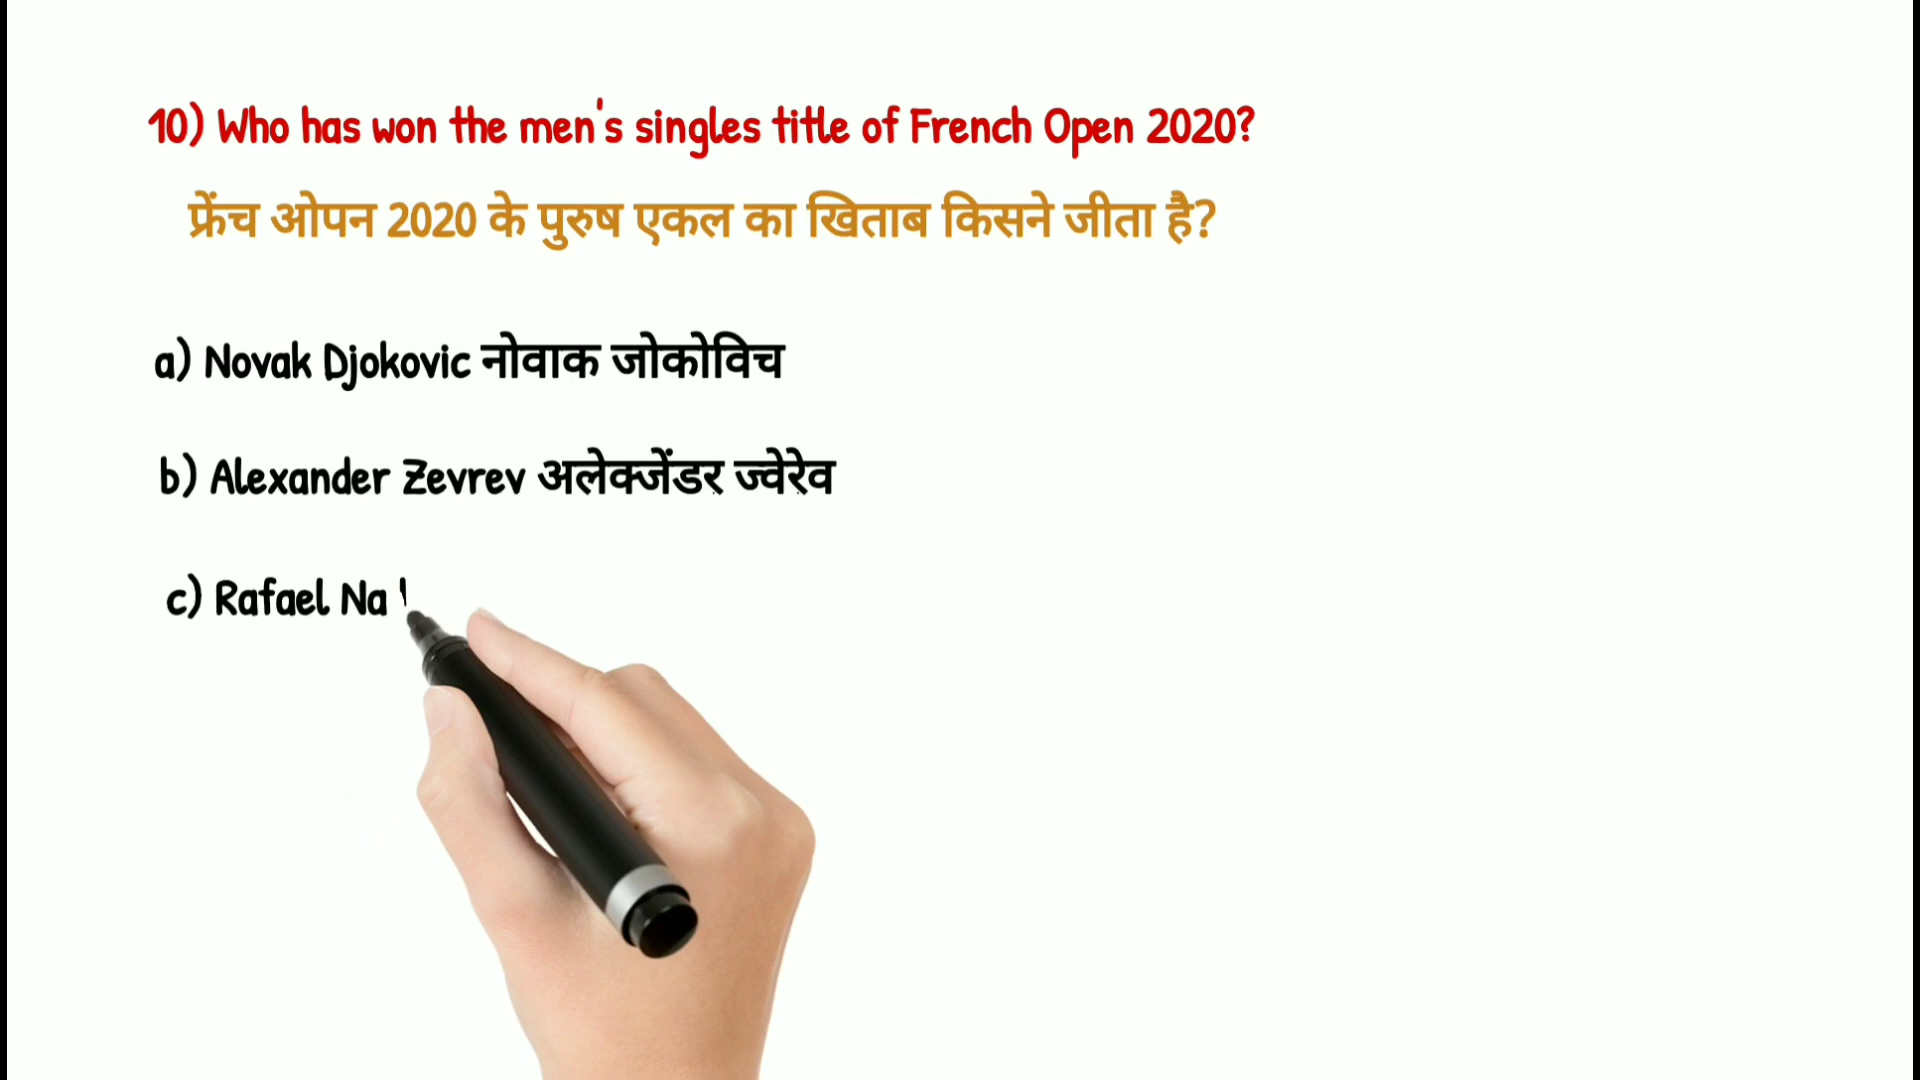 10) Who has won the men's singles title of French Open 2020?
फ्रेंच ओपन 2020 के पुरुष एकल का खिताब किसने जीता है?
a) Novak Djokovic नोवाक जोकोविच
b) Alexander Zevrev अलेक्जेंडर ज्वेरेव
c) Rafael Na